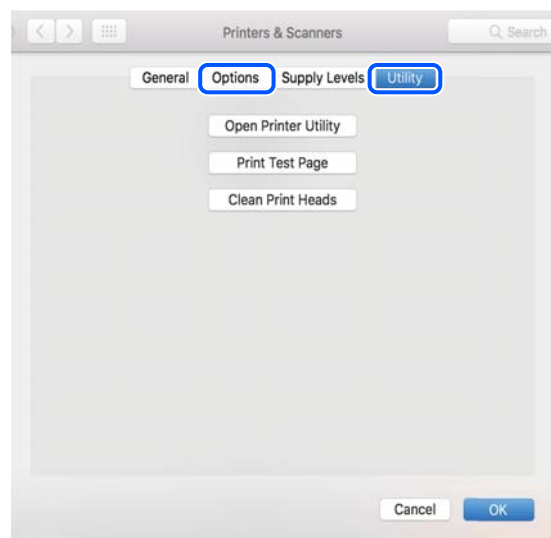 Printers & Scanners Search
General Options Supply Levels Utility
Open Printer Utility
Print Test Page
Clean Print Heads
Cancel OK